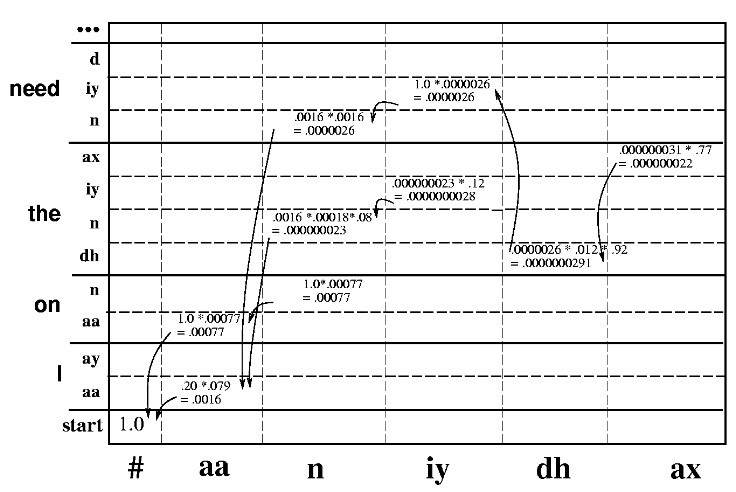 ...
d
need
iy
1.0 *.0000026
= .0000026
n
.0016 *.0016
= .0000026
ax
.000000031 * .77
= .000000022
iy
.000000023 * .12
= .0000000028
the
n
.0016 *.00018*.08
= .000000023
dh
.0000026 * .012 * .92
= .0000000291
n
1.0*.00077
= .00077
on
aa
1.0 *.00077
= .00077
ay
I
aa
.20 *.079
= .0016
start
1.0
# aa n iy dh ax